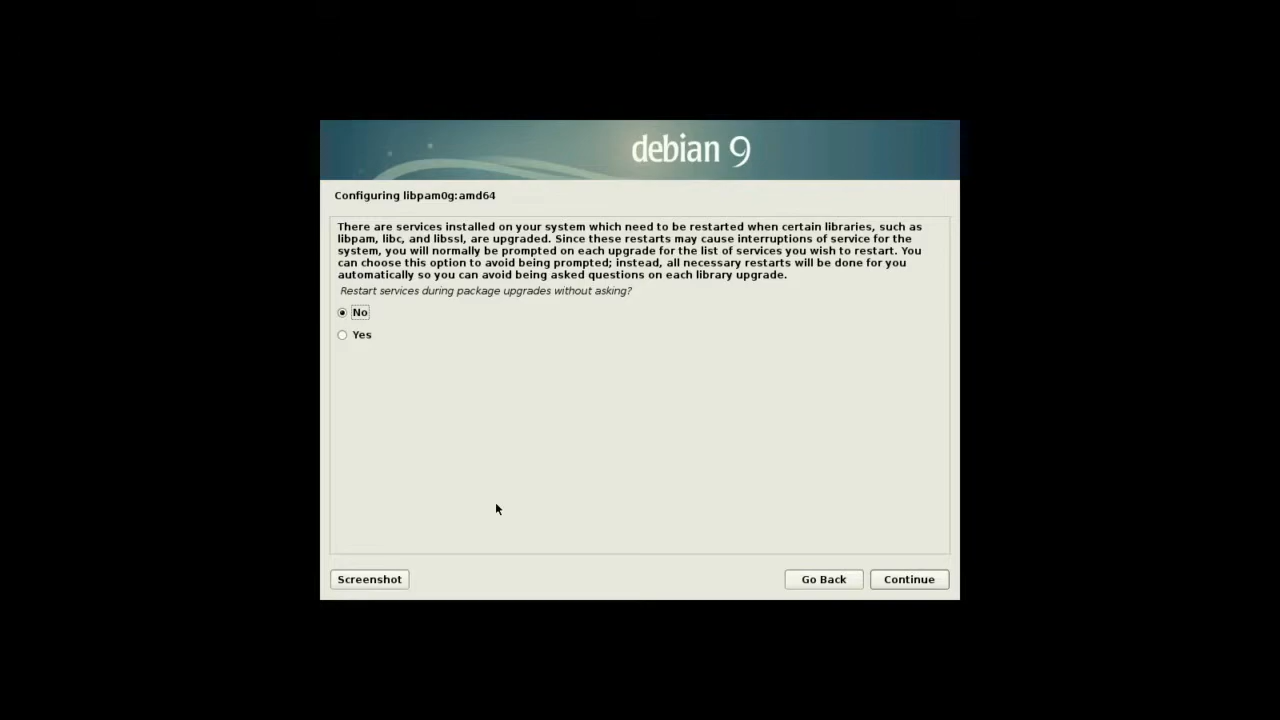 debian 9
Configuring libpam0g:amd64
There are services installed on your system which need to be restarted when certain libraries, such as
libpam, libc, and libssl, are upgraded. Since these restarts may cause interruptions of service for the
system, you will normally be prompted on each upgrade for the list of services you wish to restart. You
can choose this option to avoid being prompted; instead, all necessary restarts will be done for you
automatically so you can avoid being asked questions on each library upgrade.
Restart services during package upgrades without asking?
No
Yes
Screenshot Go Back Continue